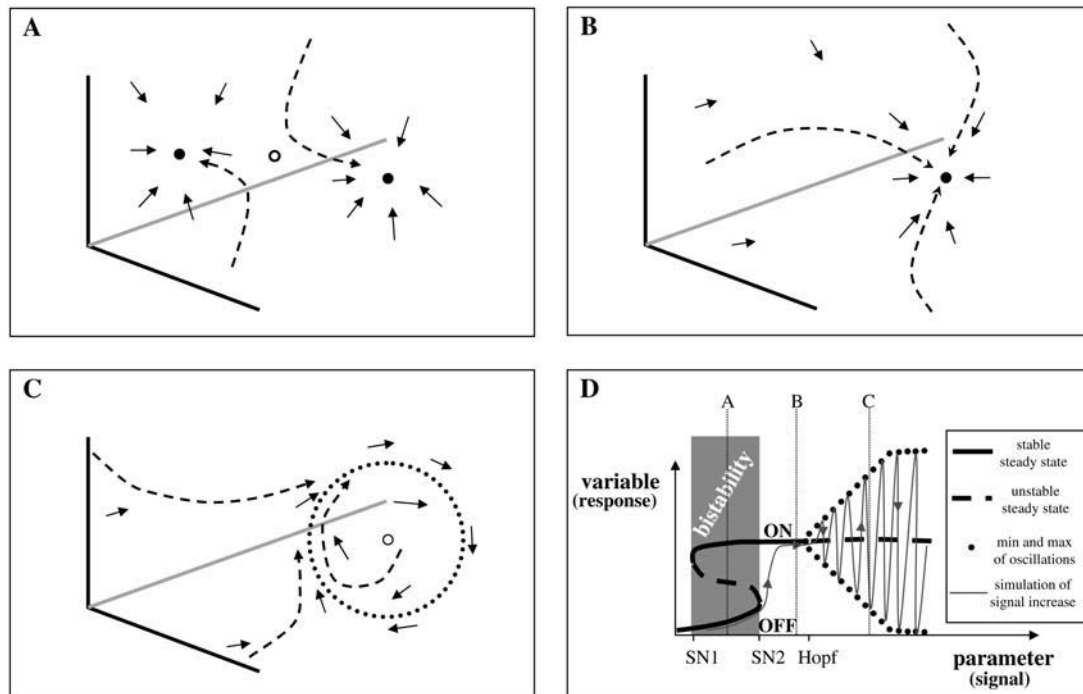 A
B
C
D
A
B
C
variable
(response)
bistability
ON
OFF
SN1
SN2
Hopf
parameter
(signal)
stable
steady state
unstable
steady state
min and max
of oscillations
simulation of
signal increase